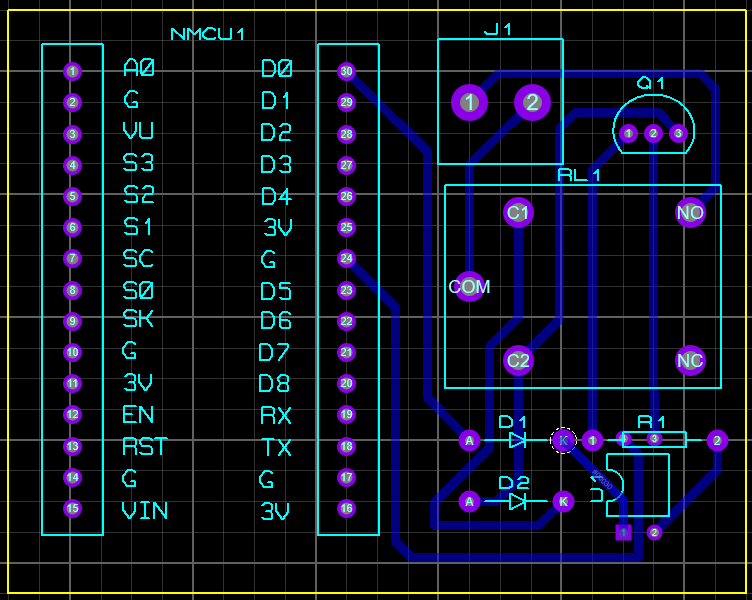 NMCU1
J1
1 A0 D0 30
2 G D1 29
3 VU D2 28
4 S3 D3 27
5 S2 D4 26
6 S1 3V 25
7 SC G 24
8 S0 D5 23
9 SK D6 22
10 G D7 21
11 3V D8 20
12 EN RX 19
13 RST TX 18
14 G G 17
15 VIN 3V 16
1 2
Q1
1 2 3
RL1
C1 NO
COM
C2 NC
D1 R1
A K 1 3 2
D2
A K
1 2